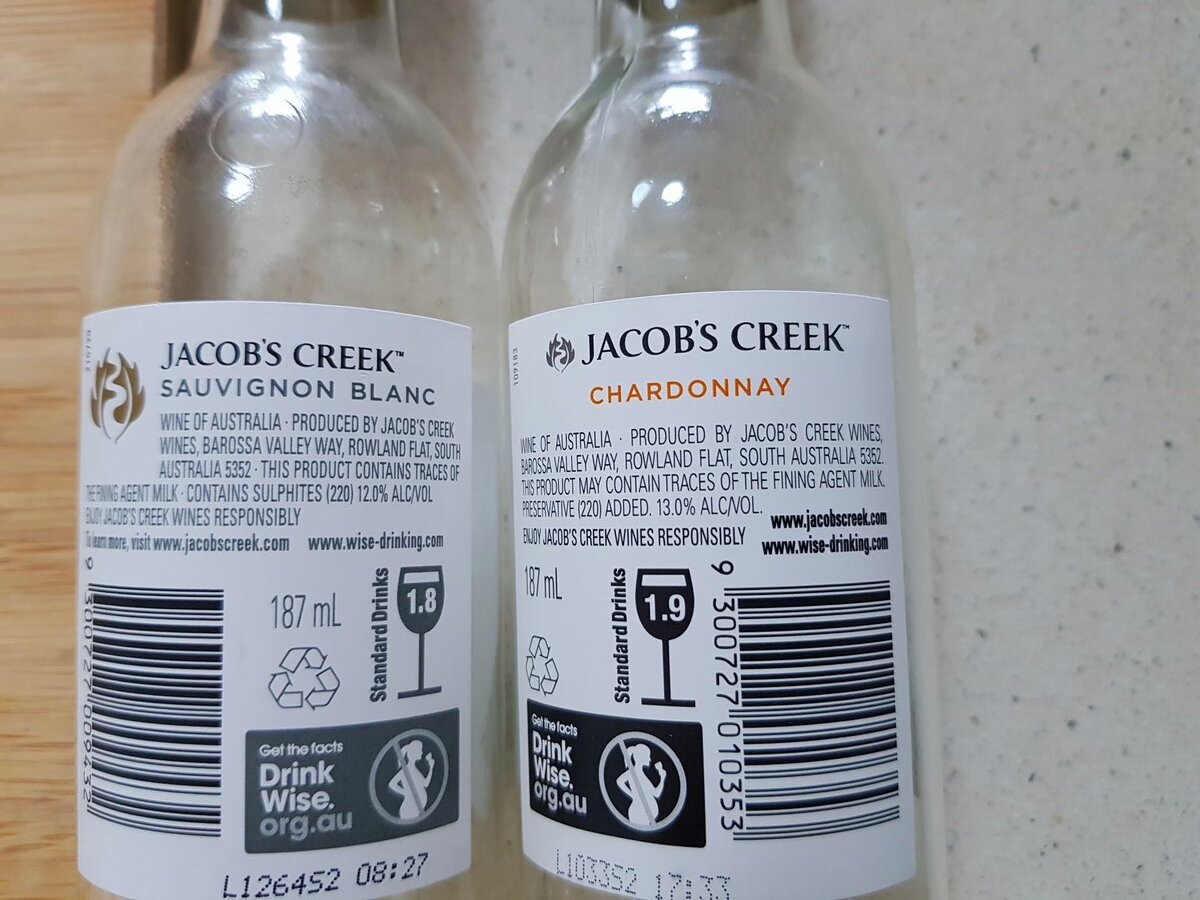 JACOB'S CREEK™
SAUVIGNON BLANC
WINE OF AUSTRALIA · PRODUCED BY JACOB'S CREEK
WINES, BAROSSA VALLEY WAY, ROWLAND FLAT, SOUTH
AUSTRALIA 5352 · THIS PRODUCT CONTAINS TRACES OF
THE FINING AGENT MILK · CONTAINS SULPHITES (220) 12.0% ALC/VOL
ENJOY JACOB'S CREEK WINES RESPONSIBLY
To learn more, visit www.jacobscreek.com www.wise-drinking.com
9 300727 009432
187 mL
Standard Drinks
1.8
Get the facts
Drink
Wise.
org.au
L126452 08:27
109183
JACOB'S CREEK™
CHARDONNAY
WINE OF AUSTRALIA · PRODUCED BY JACOB'S CREEK WINES,
BAROSSA VALLEY WAY, ROWLAND FLAT, SOUTH AUSTRALIA 5352.
THIS PRODUCT MAY CONTAIN TRACES OF THE FINING AGENT MILK.
PRESERVATIVE (220) ADDED. 13.0% ALC/VOL.
www.jacobscreek.com
ENJOY JACOB'S CREEK WINES RESPONSIBLY
www.wise-drinking.com
187 mL
Standard Drinks
1.9
9 300727 010353
Get the facts
Drink
Wise.
org.au
L103352 17:33